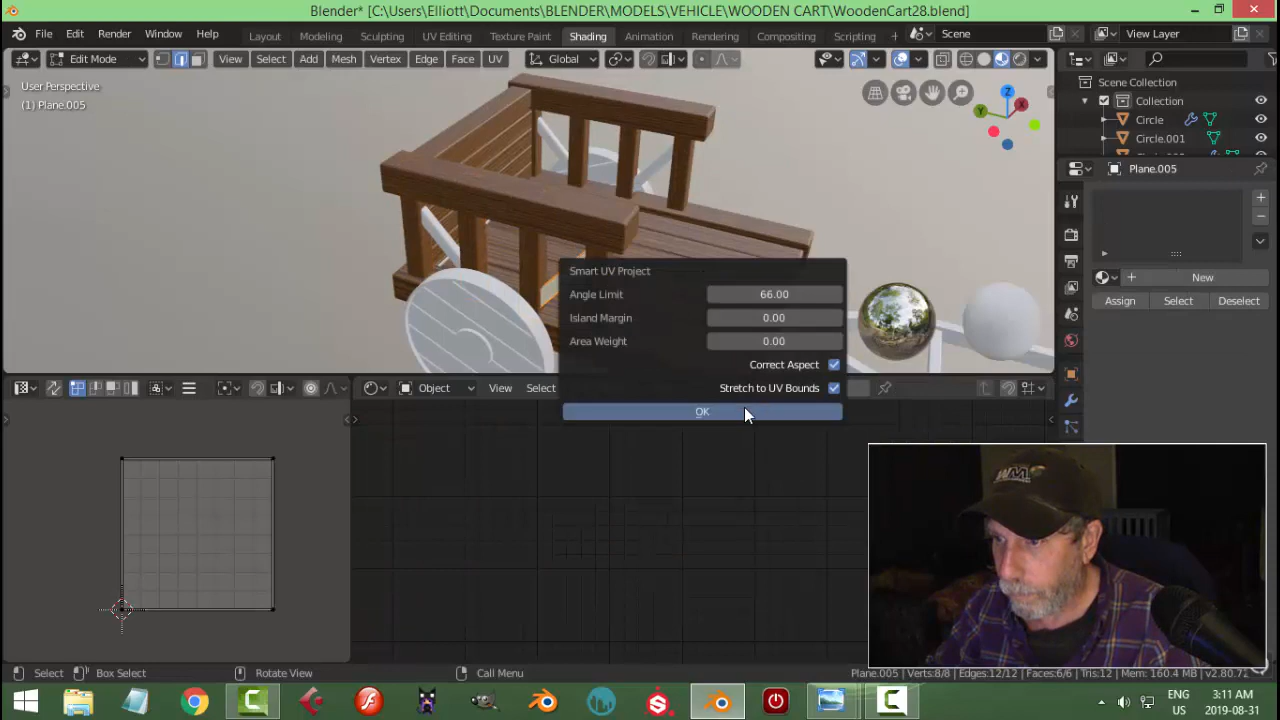 Blender* [C:\Users\Elliott\Documents\BLENDER\MODELS\VEHICLE\WOODEN CART\WoodenCart28.blend]
File Edit Render Window Help Layout Modeling Sculpting UV Editing Texture Paint Shading Animation Rendering Compositing Scripting + Scene View Layer
Edit Mode View Select Add Mesh Vertex Edge Face UV Global
User Perspective
(1) Plane.005
Z
X
Y
Scene Collection
Collection
Circle
Circle.001
Plane.005
New
Assign Select Deselect
Smart UV Project
Angle Limit 66.00
Island Margin 0.00
Area Weight 0.00
Correct Aspect
Stretch to UV Bounds
OK
Object View Select
Select Box Select Rotate View Call Menu
Plane.005 | Verts:8/8 | Edges:12/12 | Faces:6/6 | Tris:12 | Mem: 160.4 MB | v2.80.71
ENG 3:11 AM
US 2019-08-31